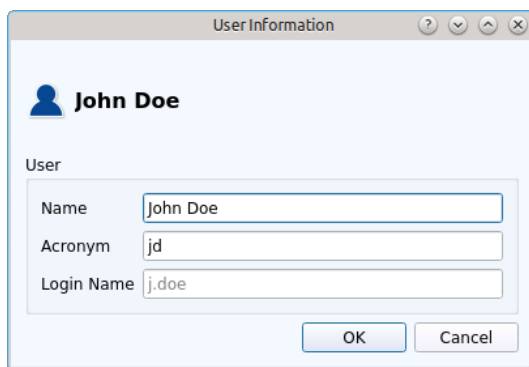 User Information
John Doe
User
Name John Doe
Acronym jd
Login Name j.doe
OK Cancel